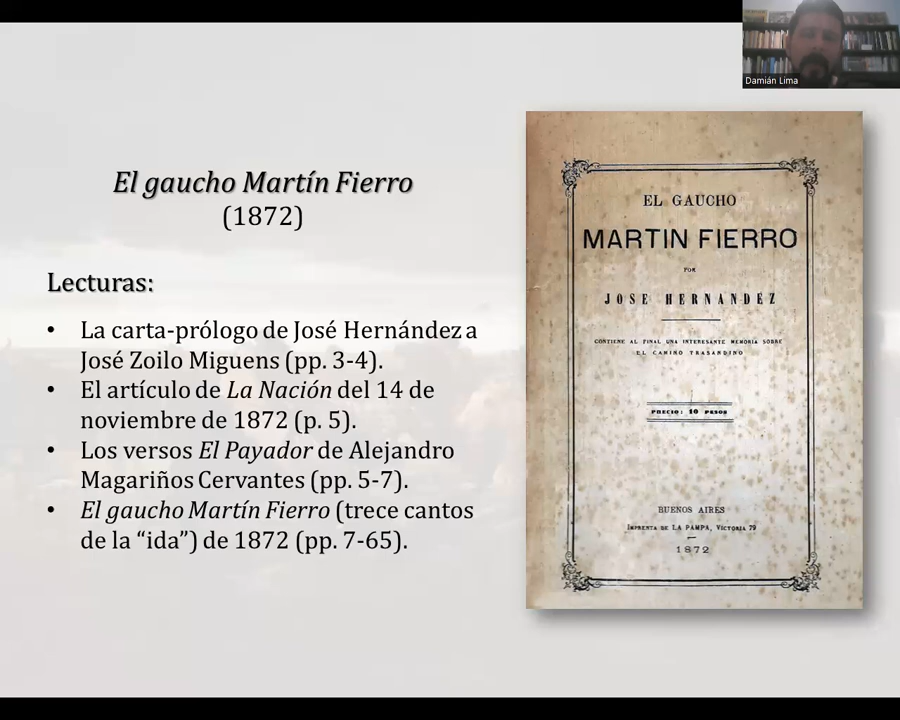 Damián Lima
El gaucho Martín Fierro
(1872)
Lecturas:
• La carta-prólogo de José Hernández a
José Zoilo Miguens (pp. 3-4).
• El artículo de La Nación del 14 de
noviembre de 1872 (p. 5).
• Los versos El Payador de Alejandro
Magariños Cervantes (pp. 5-7).
• El gaucho Martín Fierro (trece cantos
de la “ida”) de 1872 (pp. 7-65).
EL GAUCHO
MARTIN FIERRO
POR
JOSE HERNANDEZ
CONTIENE AL FINAL UNA INTERESANTE MEMORIA SOBRE
EL CAMINO TRASANDINO
PRECIO: 10 PESOS
BUENOS AIRES
IMPRENTA DE LA PAMPA, VICTORIA 79
1872